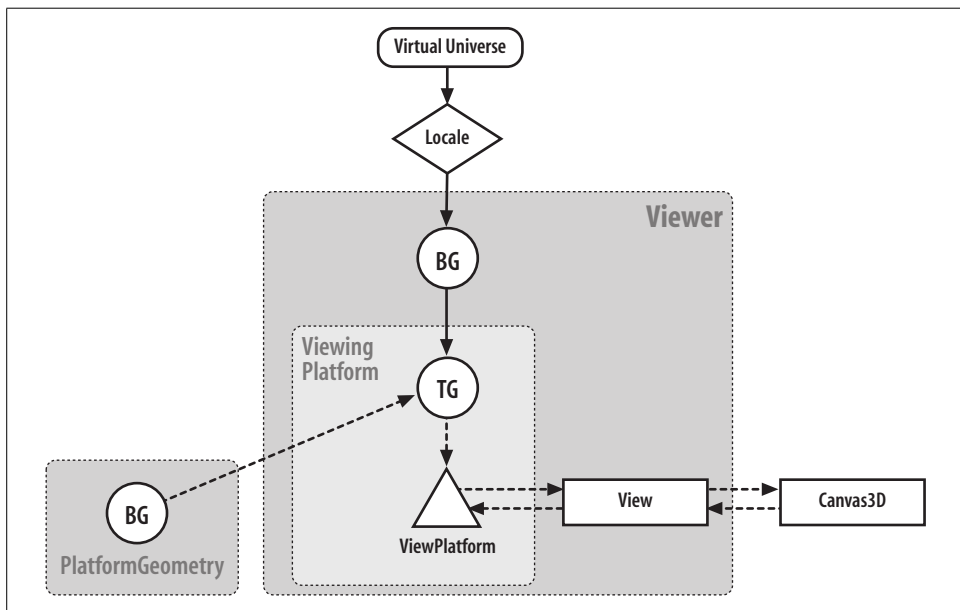 Virtual Universe
Locale
Viewer
BG
Viewing
Platform
TG
BG
PlatformGeometry
ViewPlatform
View
Canvas3D